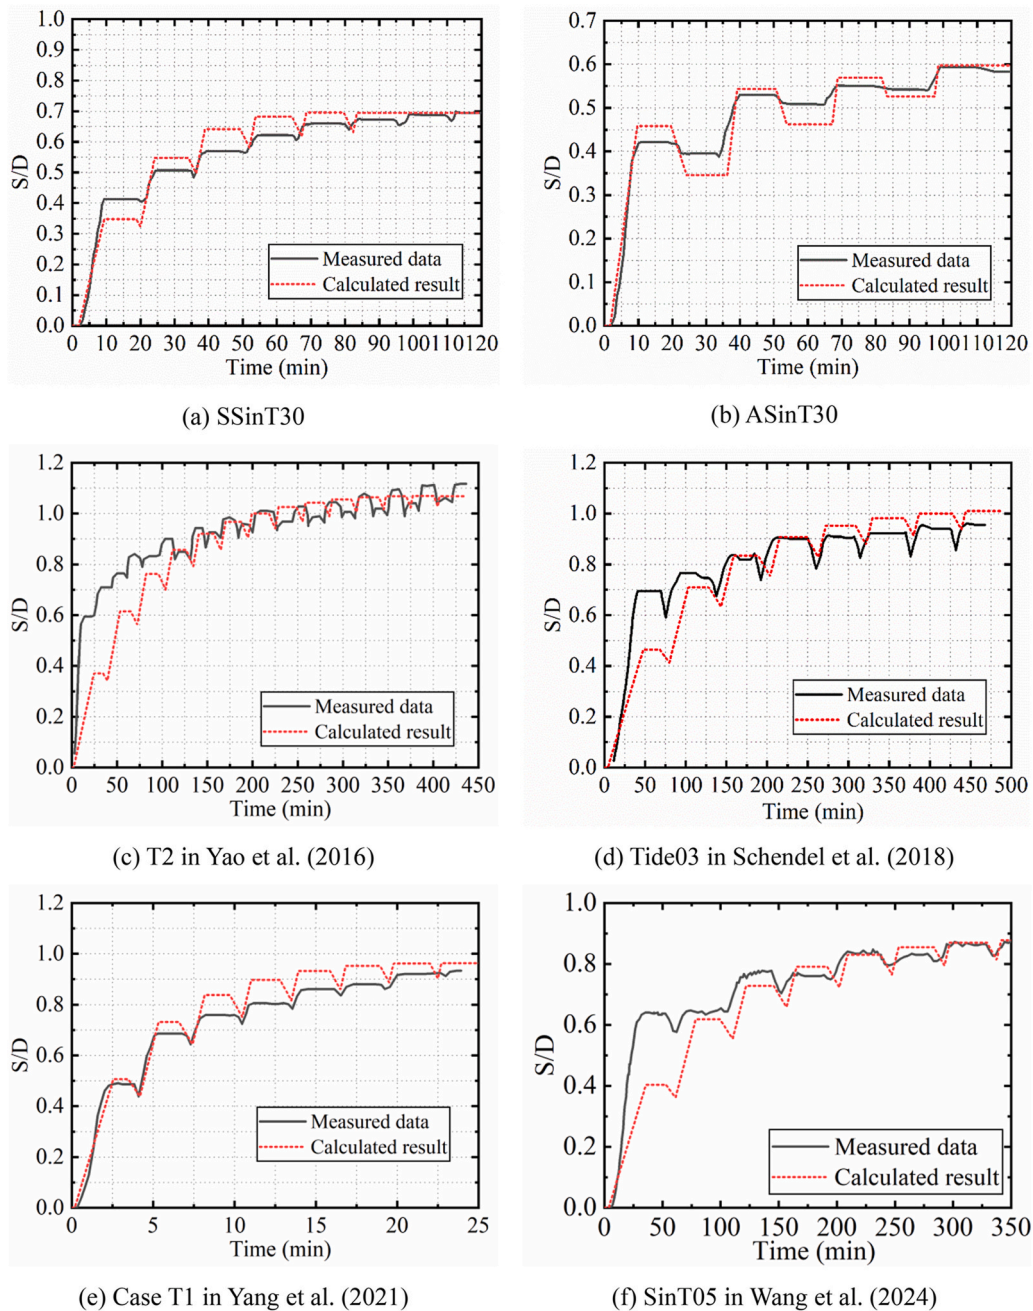 1.0
0.9
0.8
0.7
0.6
0.5
0.4
0.3
0.2
0.1
0.0
S/D
Measured data
Calculated result
0 10 20 30 40 50 60 70 80 90 100110120
Time (min)
(a) SSinT30
0.7
0.6
0.5
0.4
0.3
0.2
0.1
0.0
S/D
Measured data
Calculated result
0 10 20 30 40 50 60 70 80 90 100110120
Time (min)
(b) ASinT30
1.2
1.0
0.8
0.6
0.4
0.2
0.0
S/D
Measured data
Calculated result
0 50 100 150 200 250 300 350 400 450
Time (min)
(c) T2 in Yao et al. (2016)
1.2
1.0
0.8
0.6
0.4
0.2
0.0
S/D
Measured data
Calculated result
0 50 100 150 200 250 300 350 400 450 500
Time (min)
(d) Tide03 in Schendel et al. (2018)
1.2
1.0
0.8
0.6
0.4
0.2
0.0
S/D
Measured data
Calculated result
0 5 10 15 20 25
Time (min)
(e) Case T1 in Yang et al. (2021)
1.0
0.8
0.6
0.4
0.2
0.0
S/D
Measured data
Calculated result
0 50 100 150 200 250 300 350
Time (min)
(f) SinT05 in Wang et al. (2024)